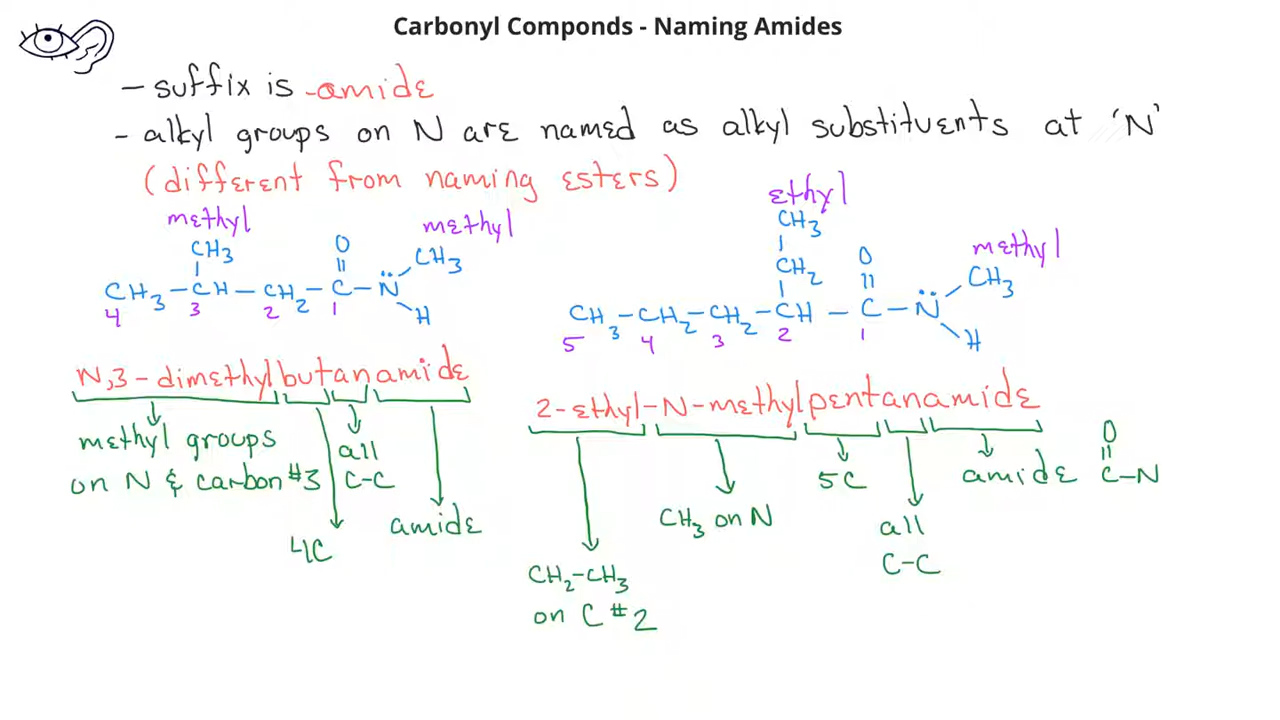 Carbonyl Componds - Naming Amides
- suffix is -amide
- alkyl groups on N are named as alkyl substituents at 'N'
(different from naming esters)
methyl
methyl
CH3
O
CH3
CH3 - CH - CH2 - C - N
H
4 3 2 1
N,3-dimethylbutanamide
methyl groups
on N & carbon #3
4C
all
C-C
amide
ethyl
CH3
CH2
O
methyl
CH3
CH3 - CH2 - CH2 - CH - C - N
H
5 4 3 2 1
2-ethyl-N-methylpentanamide
CH2-CH3
on C #2
CH3 on N
5C
all
C-C
amide
O
C-N